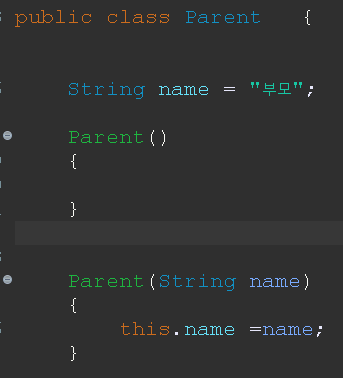 public class Parent {
String name = "부모";
Parent()
{
}
Parent(String name)
{
this.name =name;
}